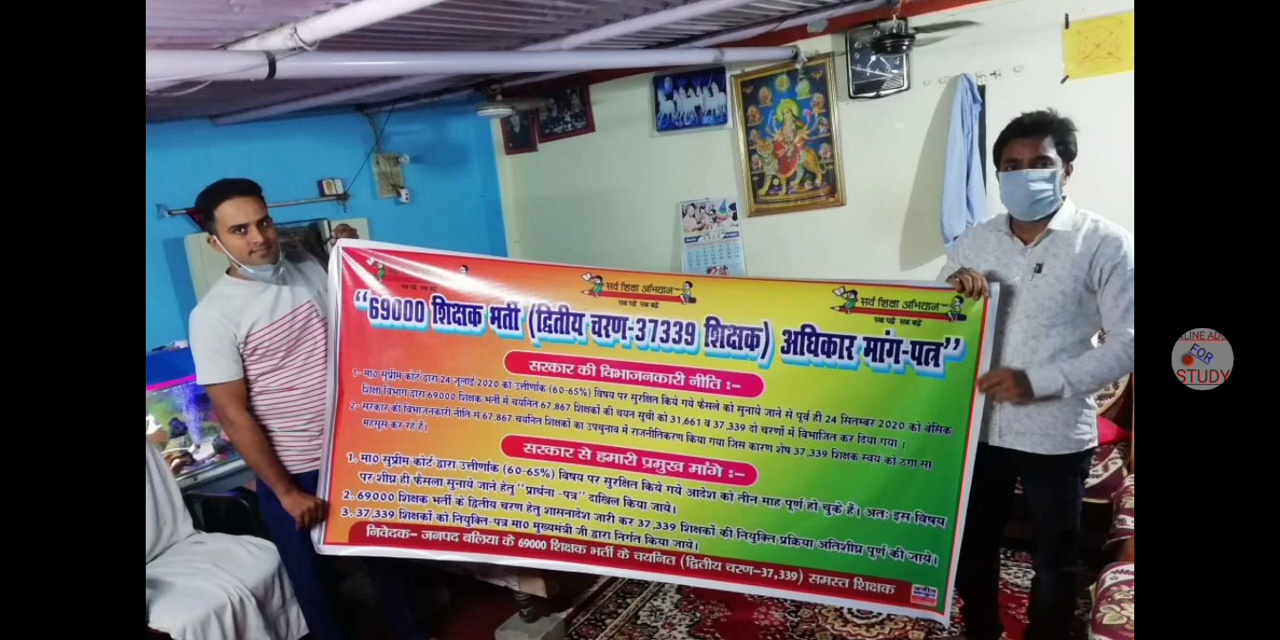 सर्व शिक्षा अभियान
सब पढ़ें सब बढ़ें
सर्व शिक्षा अभियान
सब पढ़ें सब बढ़ें
सब पढ़ें सब बढ़ें
“69000 शिक्षक भर्ती (द्वितीय चरण-37339 शिक्षक) अधिकार मांग-पत्र”
सरकार की विभाजनकारी नीति :-
1- मा0 सुप्रीम कोर्ट द्वारा 24 जुलाई 2020 को उत्तीर्णांक (60-65%) विषय पर सुरक्षित किये गये फैसले को सुनाये जाने से पूर्व ही 24 सितम्बर 2020 को बेसिक
शिक्षा विभाग द्वारा 69000 शिक्षक भर्ती में चयनित 67,867 शिक्षकों की चयन सूची को 31,661 व 37,339 दो चरणों में विभाजित कर दिया गया ।
2- सरकार की विभाजनकारी नीति में 67,867 चयनित शिक्षकों का उपचुनाव में राजनीतिकरण किया गया जिस कारण शेष 37,339 शिक्षक स्वयं को ठगा सा
महसूस कर रहे हैं।
सरकार से हमारी प्रमुख मांगे :-
1. मा0 सुप्रीम कोर्ट द्वारा उत्तीर्णांक (60-65%) विषय पर सुरक्षित किये गये आदेश को तीन माह पूर्ण हो चुके हैं। अतः इस विषय
पर शीघ्र ही फैसला सुनाये जाने हेतु "प्रार्थना -पत्र" दाखिल किया जाये।
2. 69000 शिक्षक भर्ती के द्वितीय चरण हेतु शासनादेश जारी कर 37,339 शिक्षकों की नियुक्ति प्रक्रिया अतिशीघ्र पूर्ण की जाये।
3. 37,339 शिक्षकों को नियुक्ति-पत्र मा0 मुख्यमंत्री जी द्वारा निर्गत किया जाये।
निवेदक- जनपद बलिया के 69000 शिक्षक भर्ती के चयनित (द्वितीय चरण-37,339) समस्त शिक्षक
FOR
STUDY